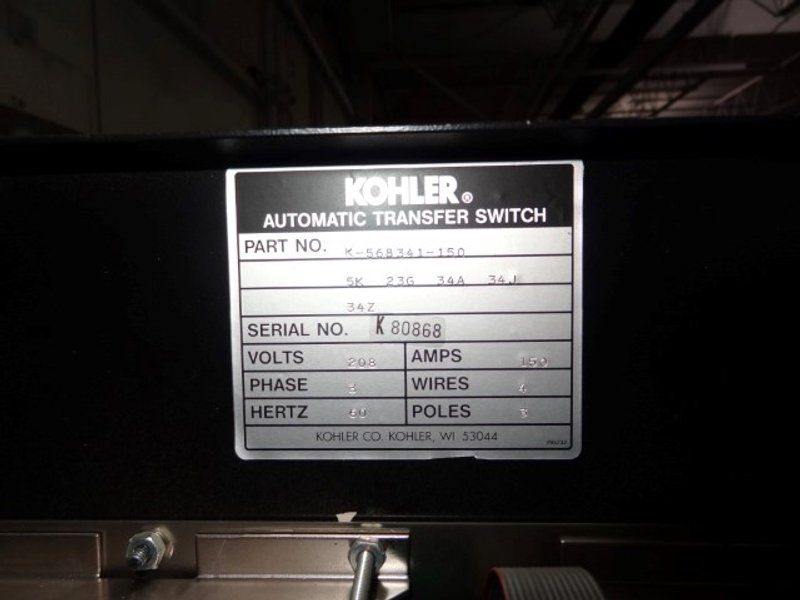 KOHLER®
AUTOMATIC TRANSFER SWITCH
PART NO. K-568341-150
5K 23G 34A 34J
34Z
SERIAL NO. K 80868
VOLTS 208 AMPS 150
PHASE 3 WIRES 4
HERTZ 60 POLES 3
KOHLER CO. KOHLER, WI 53044